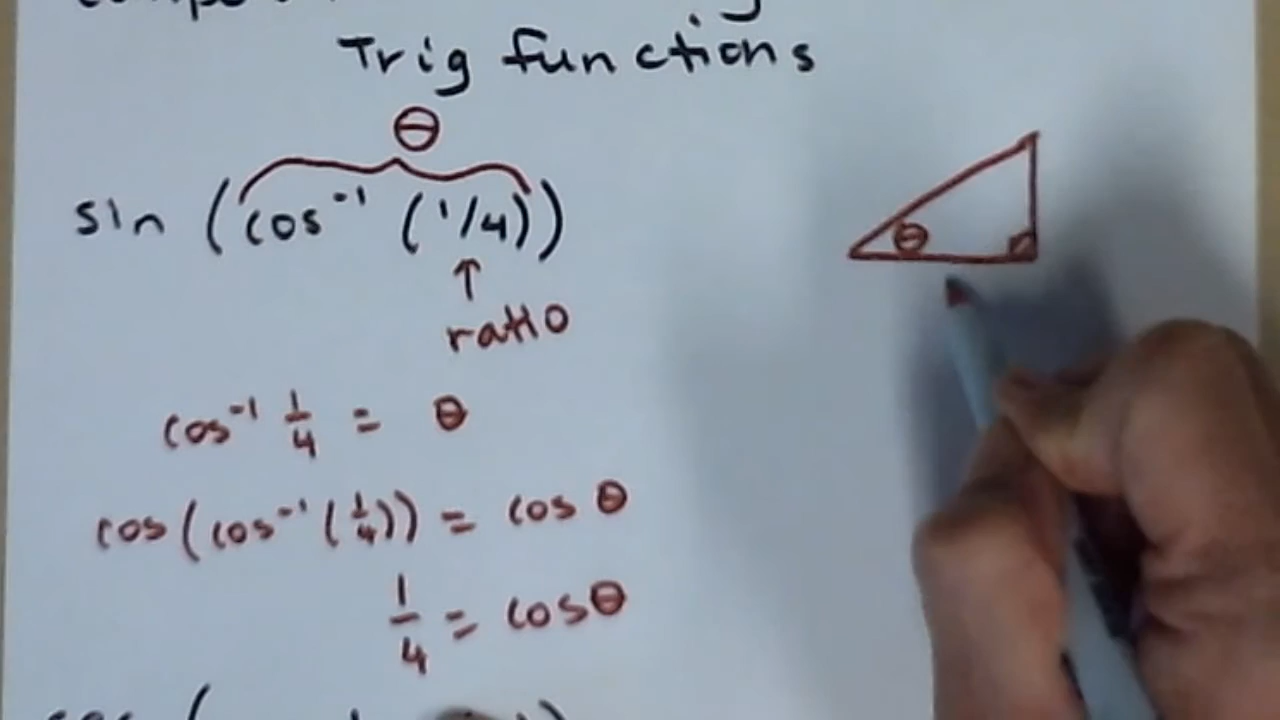 Trig functions
θ
sin (cos⁻¹ (1/4))
↑
ratio
θ
cos⁻¹ 1/4 = θ
cos(cos⁻¹(1/4)) = cos θ
1/4 = cos θ